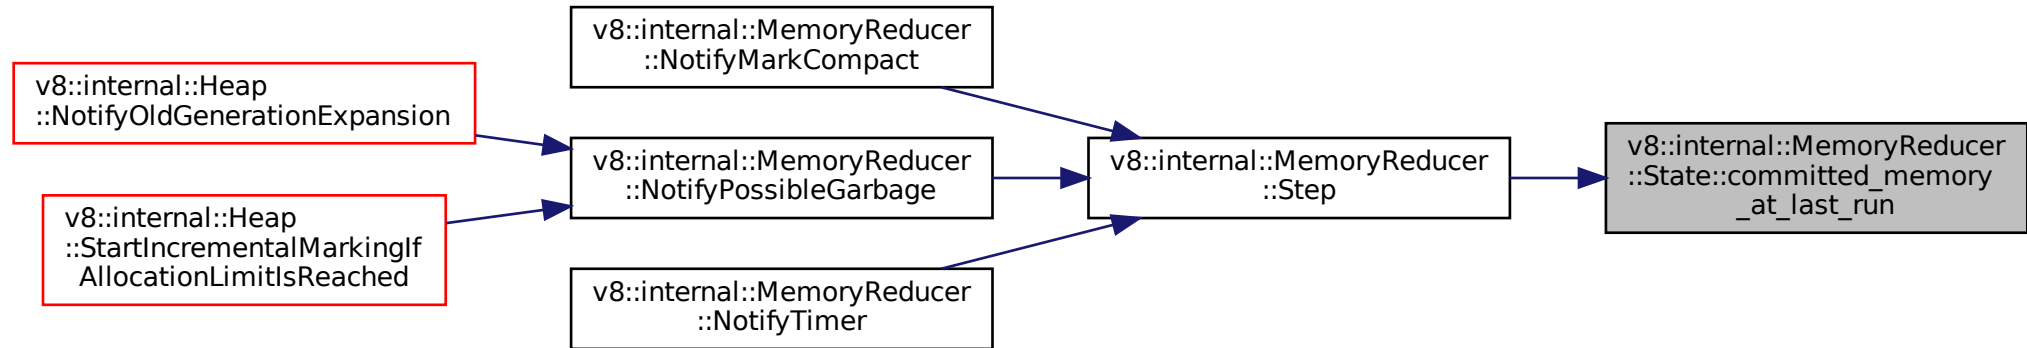 v8::internal::Heap
::NotifyOldGenerationExpansion
v8::internal::Heap
::StartIncrementalMarkingIf
AllocationLimitIsReached
v8::internal::MemoryReducer
::NotifyMarkCompact
v8::internal::MemoryReducer
::NotifyPossibleGarbage
v8::internal::MemoryReducer
::NotifyTimer
v8::internal::MemoryReducer
::Step
v8::internal::MemoryReducer
::State::committed_memory
_at_last_run